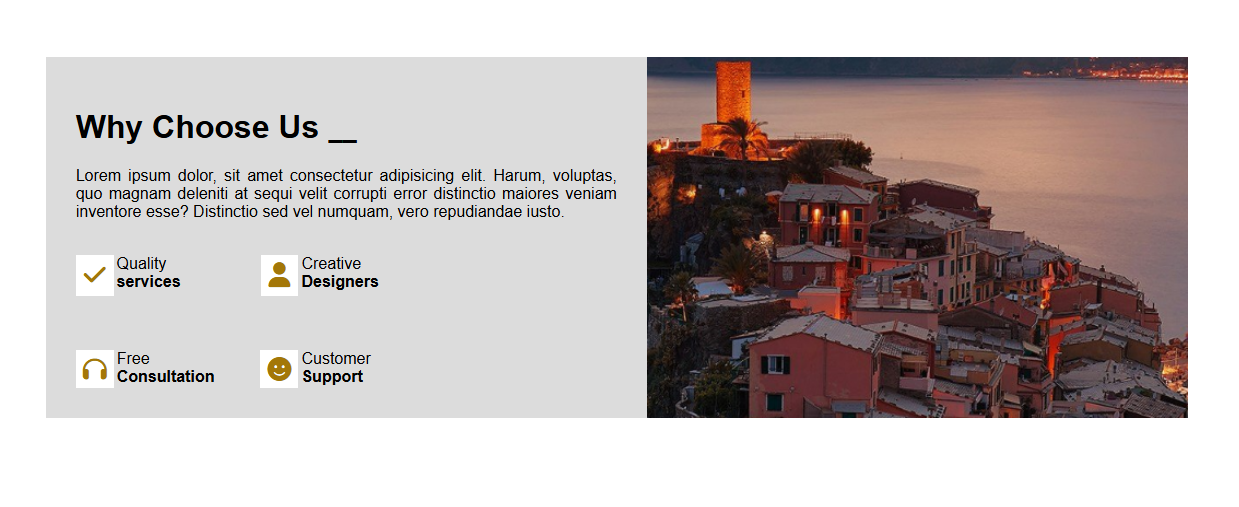 Why Choose Us __
Lorem ipsum dolor, sit amet consectetur adipisicing elit. Harum, voluptas,
quo magnam deleniti at sequi velit corrupti error distinctio maiores veniam
inventore esse? Distinctio sed vel numquam, vero repudiandae iusto.
Quality
services
Creative
Designers
Free
Consultation
Customer
Support